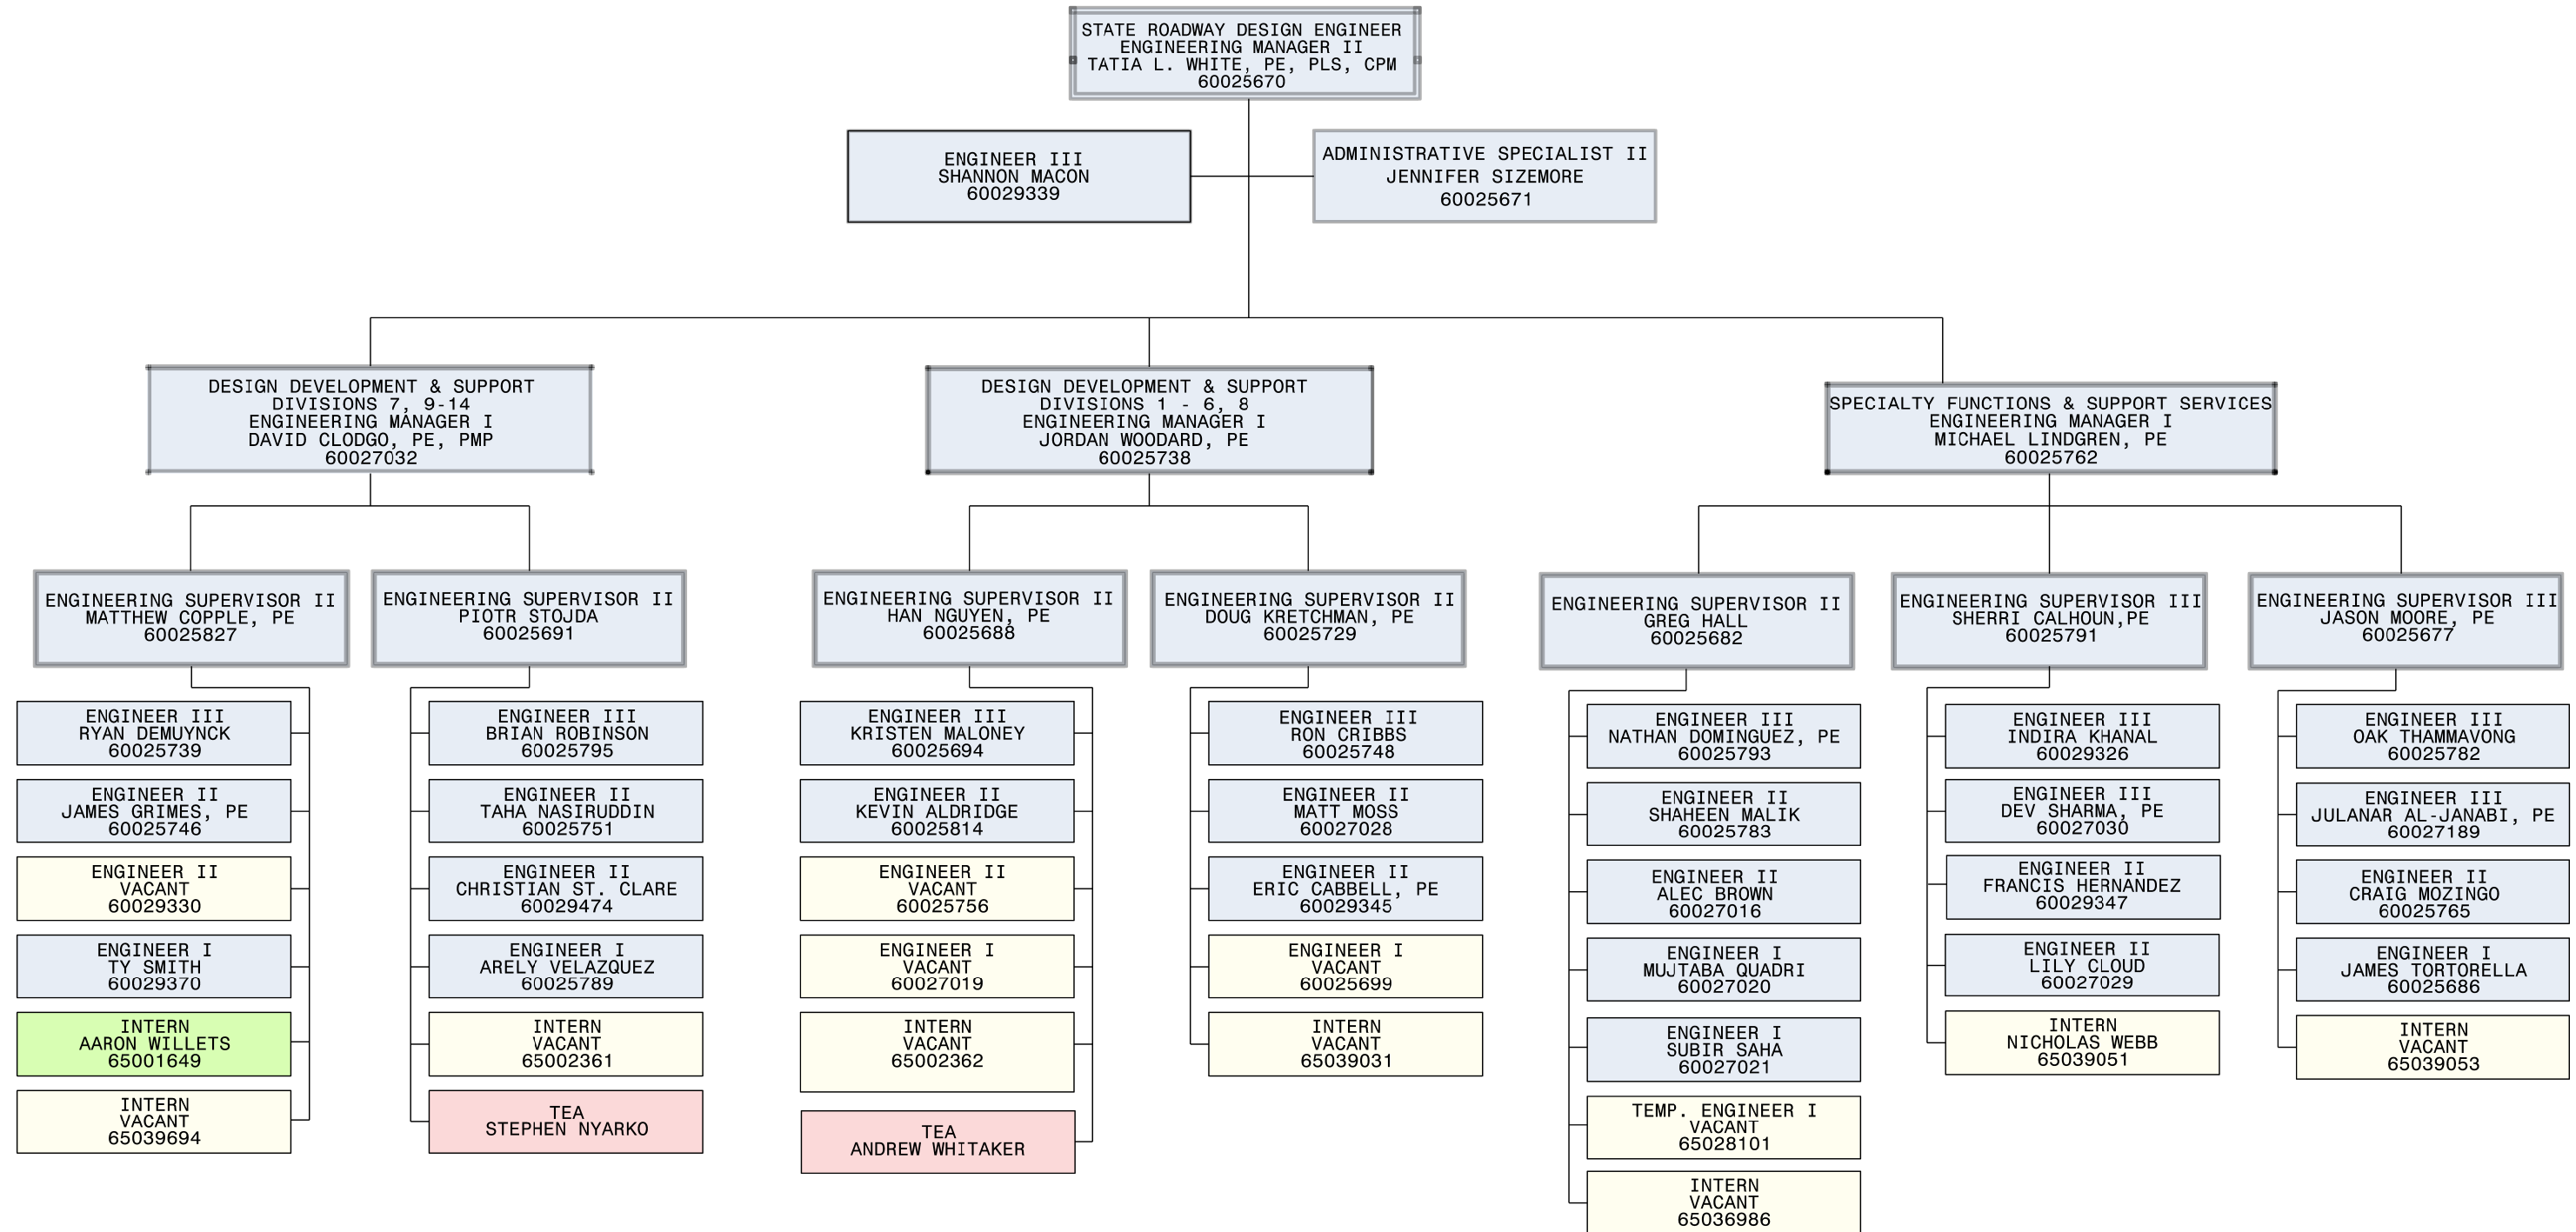 STATE ROADWAY DESIGN ENGINEER
ENGINEERING MANAGER II
TATIA L. WHITE, PE, PLS, CPM
60025670
ENGINEER III
SHANNON MACON
60029339
ADMINISTRATIVE SPECIALIST II
JENNIFER SIZEMORE
60025671
DESIGN DEVELOPMENT & SUPPORT
DIVISIONS 7, 9-14
ENGINEERING MANAGER I
DAVID CLODGO, PE, PMP
60027032
DESIGN DEVELOPMENT & SUPPORT
DIVISIONS 1 - 6, 8
ENGINEERING MANAGER I
JORDAN WOODARD, PE
60025738
SPECIALTY FUNCTIONS & SUPPORT SERVICES
ENGINEERING MANAGER I
MICHAEL LINDGREN, PE
60025762
ENGINEERING SUPERVISOR II
MATTHEW COPPLE, PE
60025827
ENGINEERING SUPERVISOR II
PIOTR STOJDA
60025691
ENGINEERING SUPERVISOR II
HAN NGUYEN, PE
60025688
ENGINEERING SUPERVISOR II
DOUG KRETCHMAN, PE
60025729
ENGINEERING SUPERVISOR II
GREG HALL
60025682
ENGINEERING SUPERVISOR III
SHERRI CALHOUN,PE
60025791
ENGINEERING SUPERVISOR III
JASON MOORE, PE
60025677
ENGINEER III
RYAN DEMUYNCK
60025739
ENGINEER II
JAMES GRIMES, PE
60025746
ENGINEER II
VACANT
60029330
ENGINEER I
TY SMITH
60029370
INTERN
AARON WILLETS
65001649
INTERN
VACANT
65039694
ENGINEER III
BRIAN ROBINSON
60025795
ENGINEER II
TAHA NASIRUDDIN
60025751
ENGINEER II
CHRISTIAN ST. CLARE
60029474
ENGINEER I
ARELY VELAZQUEZ
60025789
INTERN
VACANT
65002361
TEA
STEPHEN NYARKO
ENGINEER III
KRISTEN MALONEY
60025694
ENGINEER II
KEVIN ALDRIDGE
60025814
ENGINEER II
VACANT
60025756
ENGINEER I
VACANT
60027019
INTERN
VACANT
65002362
TEA
ANDREW WHITAKER
ENGINEER III
RON CRIBBS
60025748
ENGINEER II
MATT MOSS
60027028
ENGINEER II
ERIC CABBELL, PE
60029345
ENGINEER I
VACANT
60025699
INTERN
VACANT
65039031
ENGINEER III
NATHAN DOMINGUEZ, PE
60025793
ENGINEER II
SHAHEEN MALIK
60025783
ENGINEER II
ALEC BROWN
60027016
ENGINEER I
MUJTABA QUADRI
60027020
ENGINEER I
SUBIR SAHA
60027021
TEMP. ENGINEER I
VACANT
65028101
INTERN
VACANT
65036986
ENGINEER III
INDIRA KHANAL
60029326
ENGINEER III
DEV SHARMA, PE
60027030
ENGINEER II
FRANCIS HERNANDEZ
60029347
ENGINEER II
LILY CLOUD
60027029
INTERN
NICHOLAS WEBB
65039051
ENGINEER III
OAK THAMMAVONG
60025782
ENGINEER III
JULANAR AL-JANABI, PE
60027189
ENGINEER II
CRAIG MOZINGO
60025765
ENGINEER I
JAMES TORTORELLA
60025686
INTERN
VACANT
65039053